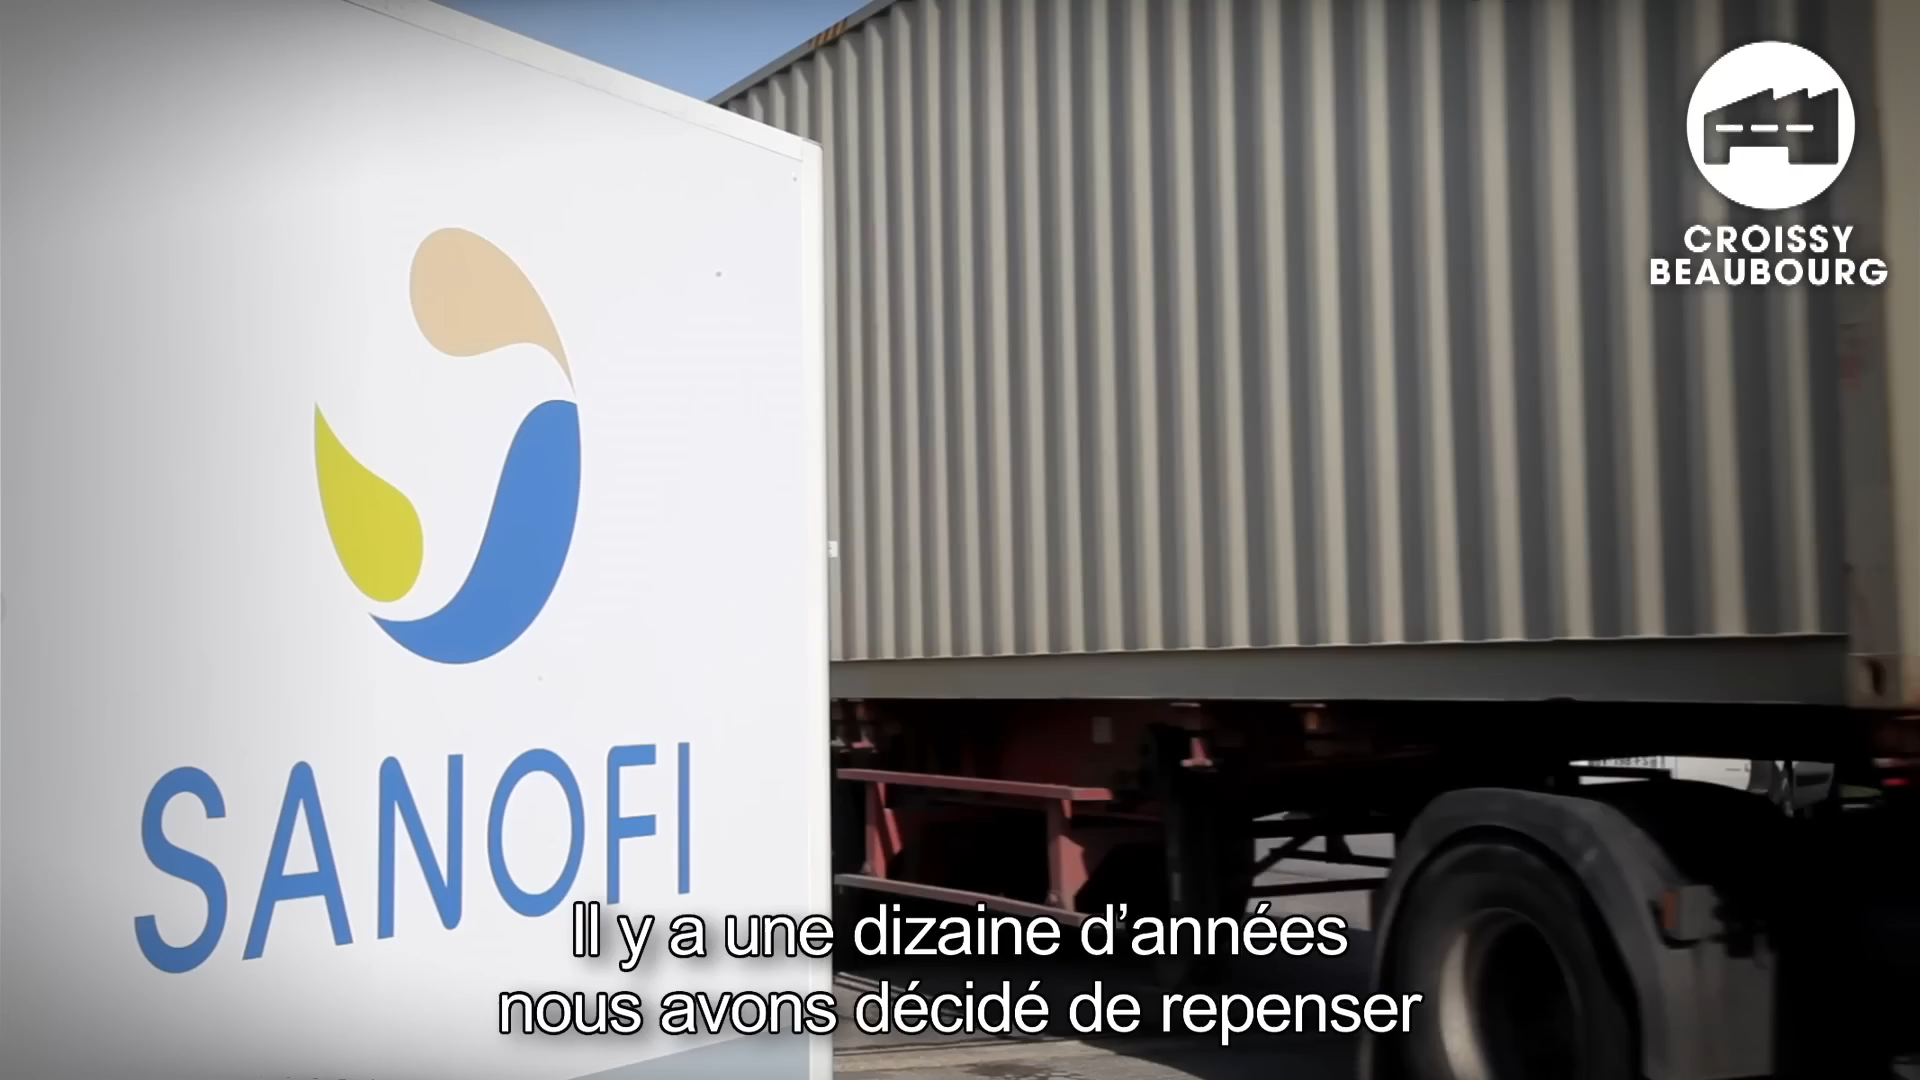 CROISSY
BEAUBOURG
SANOFI
Il y a une dizaine d’années
nous avons décidé de repenser